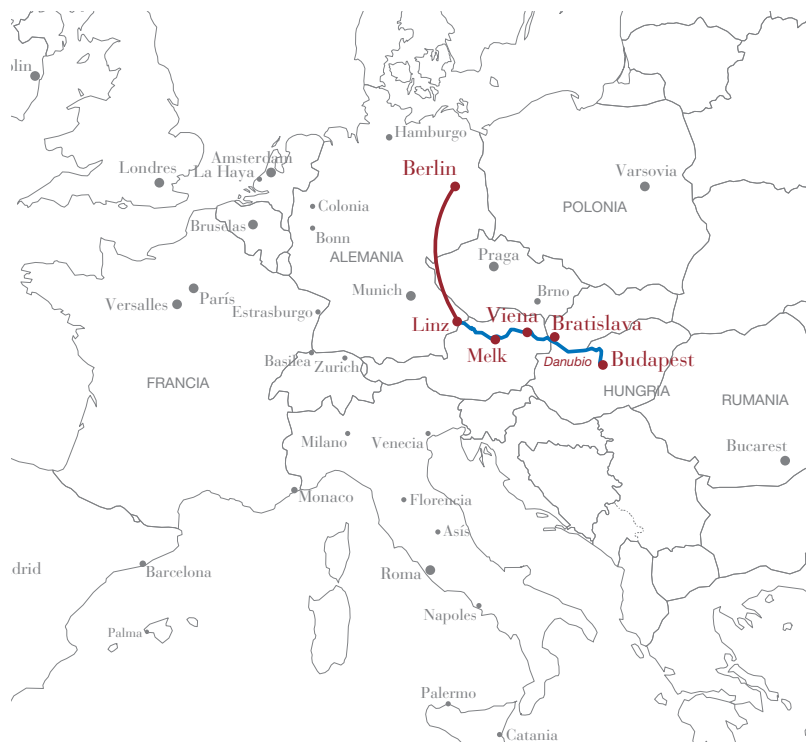 lin
Hamburgo
Londres
Amsterdam
La Haya
Berlin
Varsovia
Colonia
POLONIA
Bruselas
Bonn
ALEMANIA
Praga
Munich
Brno
Versalles
París
Estrasburgo
Linz
Viena
Bratislava
Melk
Danubio
Budapest
Basilea
Zurich
FRANCIA
HUNGRIA
RUMANIA
Milano
Venecia
Bucarest
Monaco
Florencia
Asís
drid
Barcelona
Roma
Napoles
Palma
Palermo
Catania